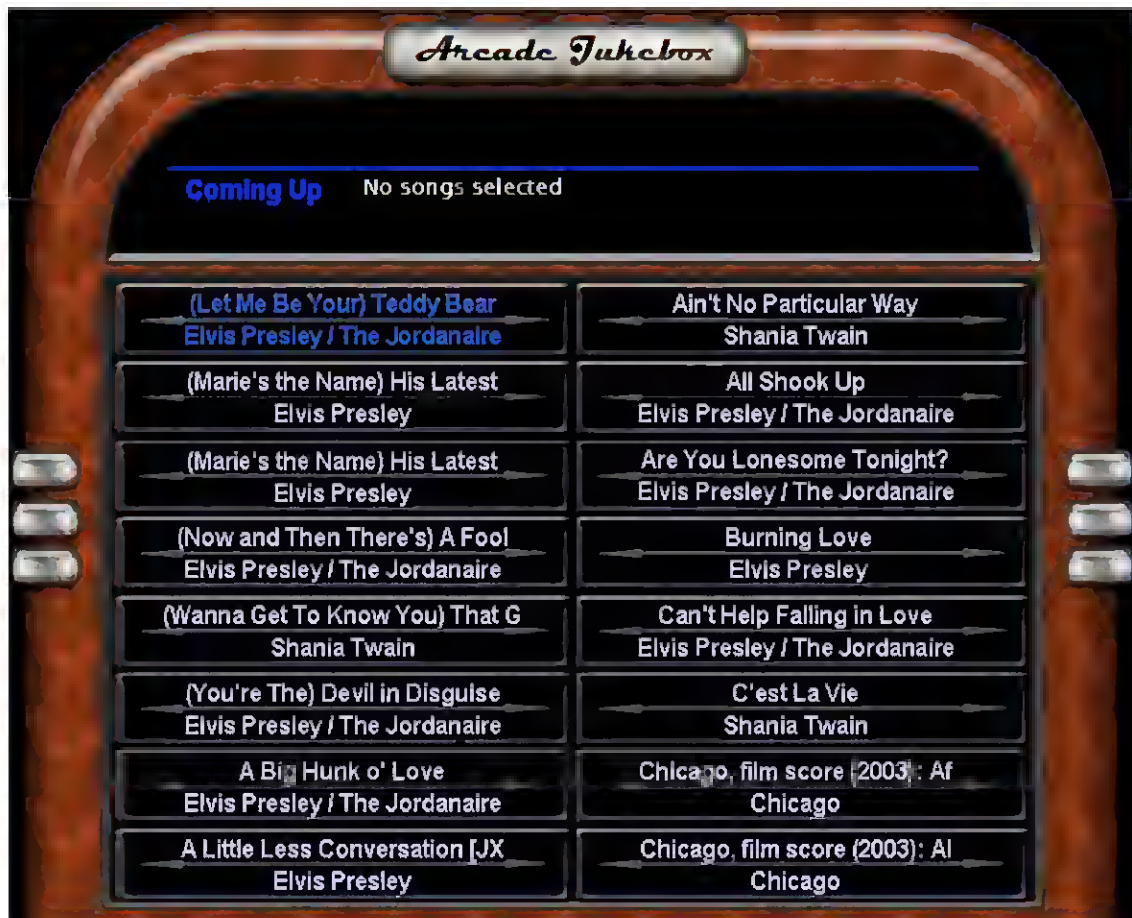 Arcade Jukebox
Coming Up No songs selected
(Let Me Be Your) Teddy Bear
Elvis Presley / The Jordanaire
(Marie's the Name) His Latest
Elvis Presley
(Marie's the Name) His Latest
Elvis Presley
(Now and Then There's) A Fool
Elvis Presley / The Jordanaire
(Wanna Get To Know You) That G
Shania Twain
(You're The) Devil in Disguise
Elvis Presley / The Jordanaire
A Big Hunk o' Love
Elvis Presley / The Jordanaire
A Little Less Conversation [JX
Elvis Presley
Ain't No Particular Way
Shania Twain
All Shook Up
Elvis Presley / The Jordanaire
Are You Lonesome Tonight?
Elvis Presley / The Jordanaire
Burning Love
Elvis Presley
Can't Help Falling in Love
Elvis Presley / The Jordanaire
C'est La Vie
Shania Twain
Chicago, film score (2003): Af
Chicago
Chicago, film score (2003): Al
Chicago